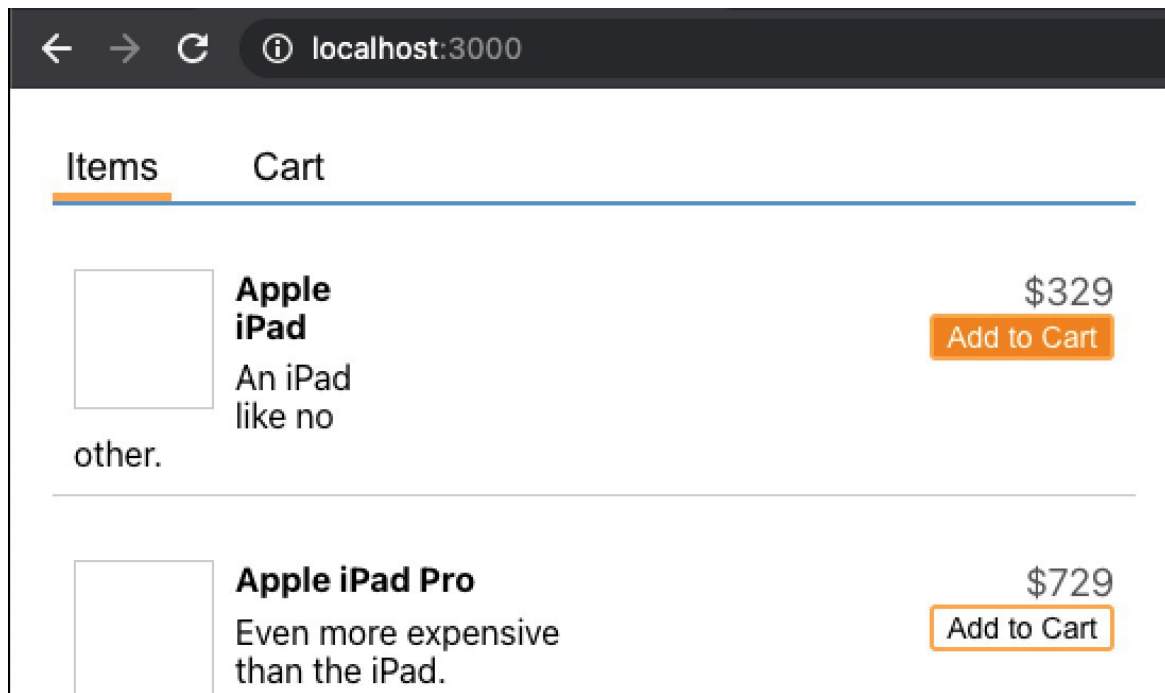 localhost:3000
Items Cart
Apple
iPad
$329
Add to Cart
An iPad
like no
other.
Apple iPad Pro
$729
Add to Cart
Even more expensive
than the iPad.